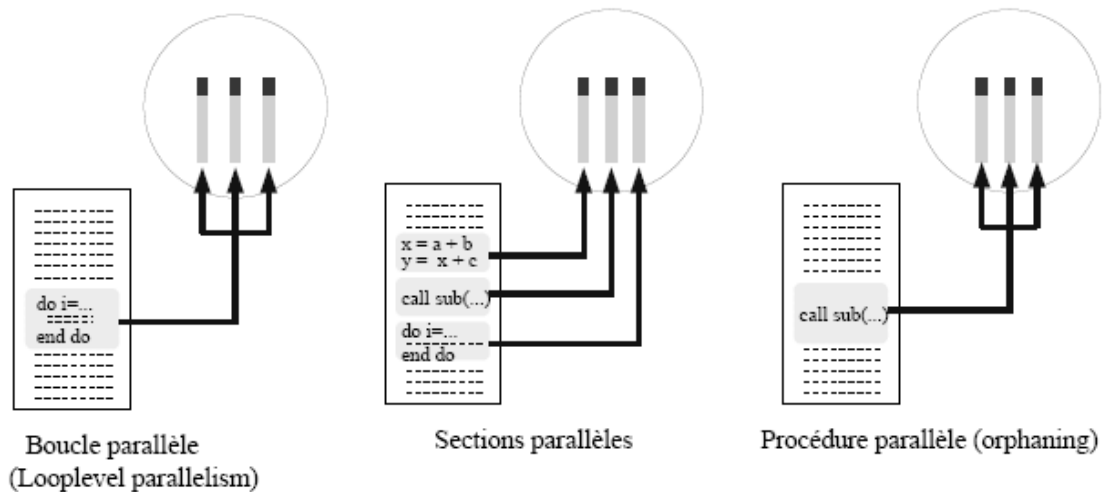 do i=...
end do
x = a + b
y = x + c
call sub(...)
do i=...
end do
call sub(...)
Boucle parallèle
(Looplevel parallelism)
Sections parallèles
Procédure parallèle (orphaning)